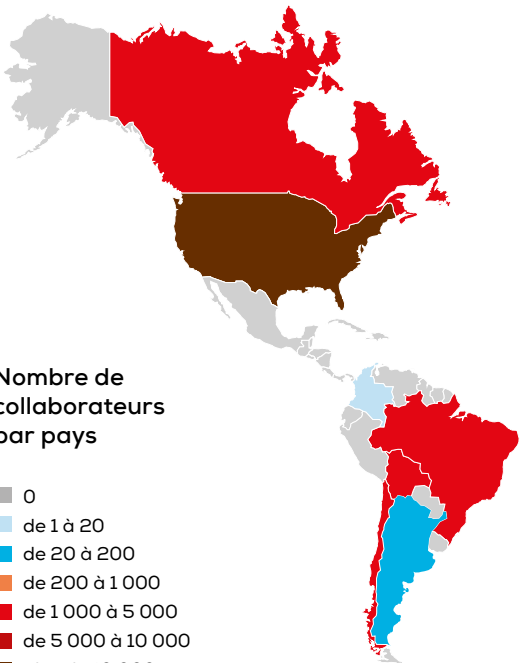 Nombre de
collaborateurs
par pays
0
de 1 à 20
de 20 à 200
de 200 à 1 000
de 1 000 à 5 000
de 5 000 à 10 000